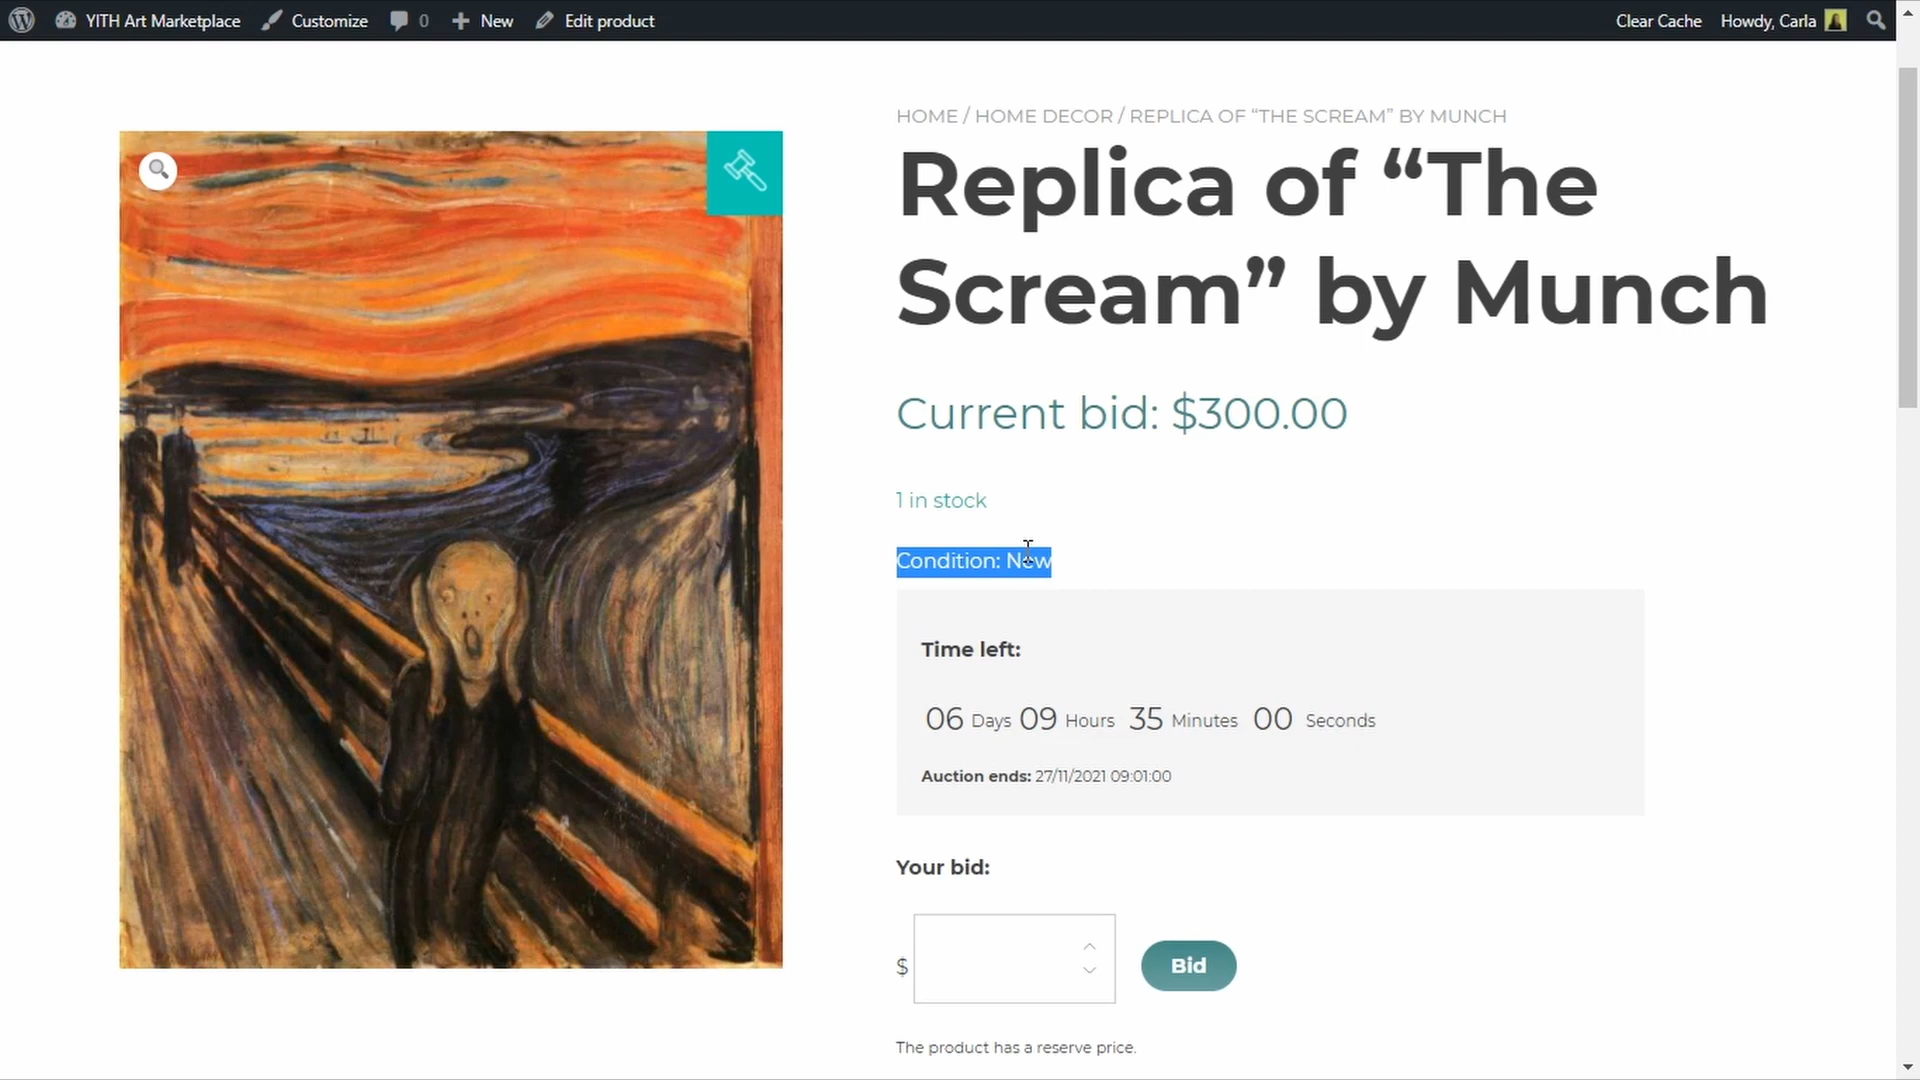 YITH Art Marketplace Customize 0 New Edit product Clear Cache Howdy, Carla
HOME / HOME DECOR / REPLICA OF “THE SCREAM” BY MUNCH
Replica of “The
Scream” by Munch
Current bid: $300.00
1 in stock
Condition: New
Time left:
06 Days 09 Hours 35 Minutes 00 Seconds
Auction ends: 27/11/2021 09:01:00
Your bid:
$ Bid
The product has a reserve price.